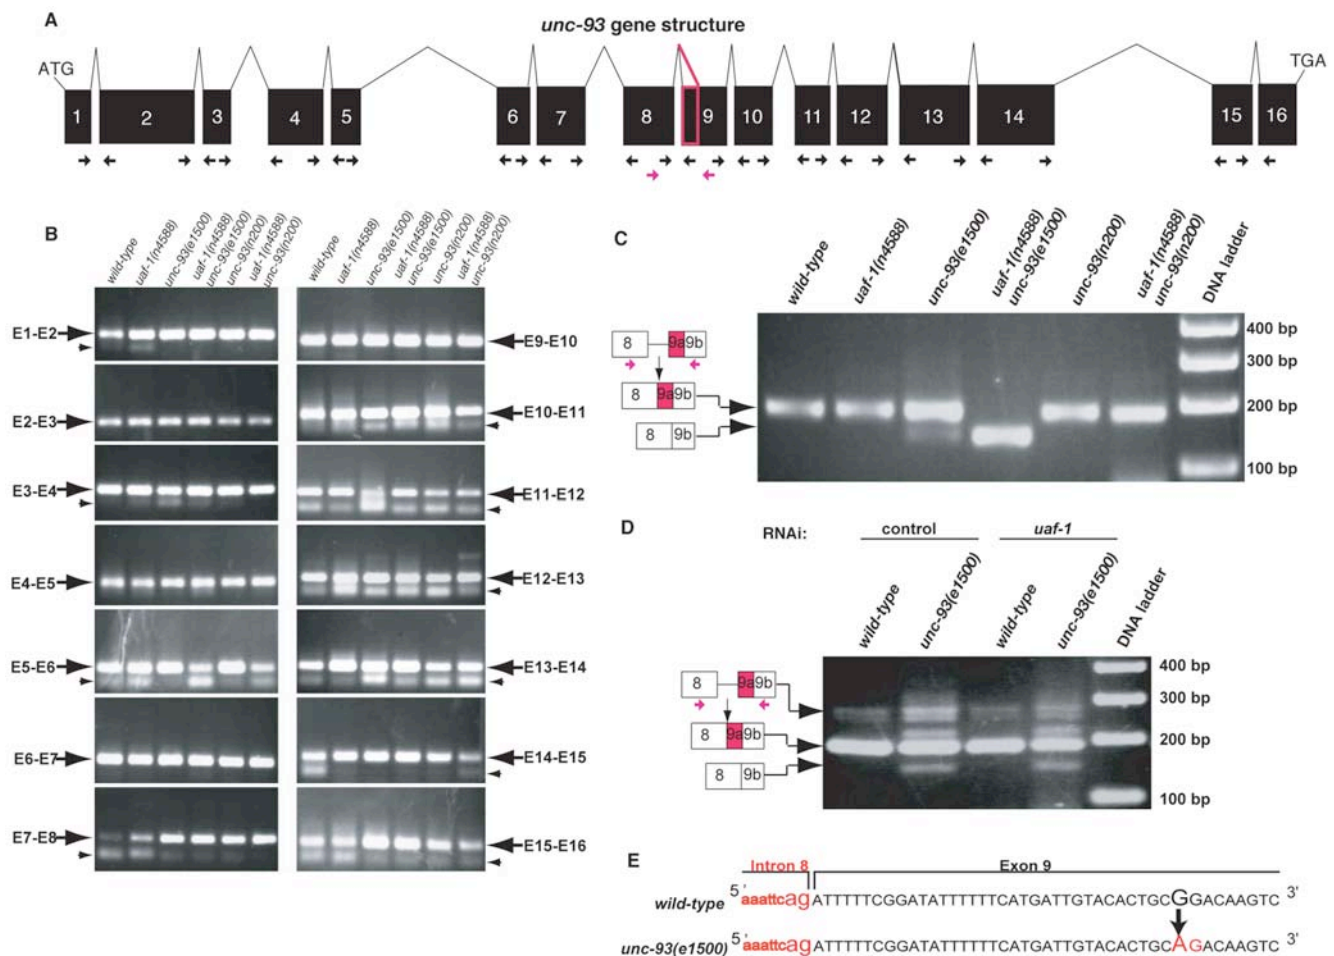 A
unc-93 gene structure
ATG
TGA
1 2 3 4 5 6 7 8 9 10 11 12 13 14 15 16
B
wild-type
uaf-1(n4588)
unc-93(e1500)
uaf-1(n4588)
unc-93(e1500)
unc-93(n200)
uaf-1(n4588)
unc-93(n200)
wild-type
uaf-1(n4588)
unc-93(e1500)
uaf-1(n4588)
unc-93(e1500)
unc-93(n200)
uaf-1(n4588)
unc-93(n200)
E1-E2
E2-E3
E3-E4
E4-E5
E5-E6
E6-E7
E7-E8
E9-E10
E10-E11
E11-E12
E12-E13
E13-E14
E14-E15
E15-E16
C
wild-type
uaf-1(n4588)
unc-93(e1500)
uaf-1(n4588)
unc-93(e1500)
unc-93(n200)
uaf-1(n4588)
unc-93(n200)
DNA ladder
8 9a 9b
8 9a 9b
8 9b
400 bp
300 bp
200 bp
100 bp
D
RNAi: control uaf-1
wild-type
unc-93(e1500)
wild-type
unc-93(e1500)
DNA ladder
8 9a 9b
8 9a 9b
8 9b
400 bp
300 bp
200 bp
100 bp
E
Intron 8 Exon 9
wild-type 5' aaattcagATTTTTCGGATATTTTTTCATGATTGTACACTGCGGACAAGTC 3'
unc-93(e1500) 5' aaattcagATTTTTCGGATATTTTTTCATGATTGTACACTGCAGACAAGTC 3'